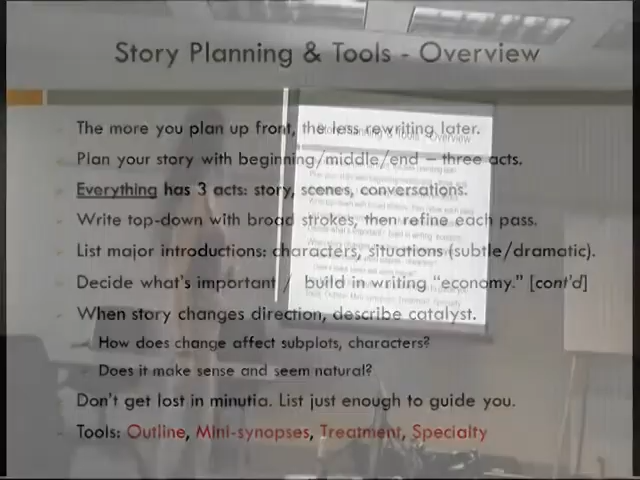 Story Planning & Tools - Overview
The more you plan up front, the less rewriting later.
Plan your story with beginning/middle/end – three acts.
Everything has 3 acts: story, scenes, conversations.
Write top-down with broad strokes, then refine each pass.
List major introductions: characters, situations (subtle/dramatic).
Decide what's important / build in writing "economy." [cont'd]
When story changes direction, describe catalyst.
How does change affect subplots, characters?
Does it make sense and seem natural?
Don't get lost in minutia. List just enough to guide you.
Tools: Outline, Mini-synopses, Treatment, Specialty